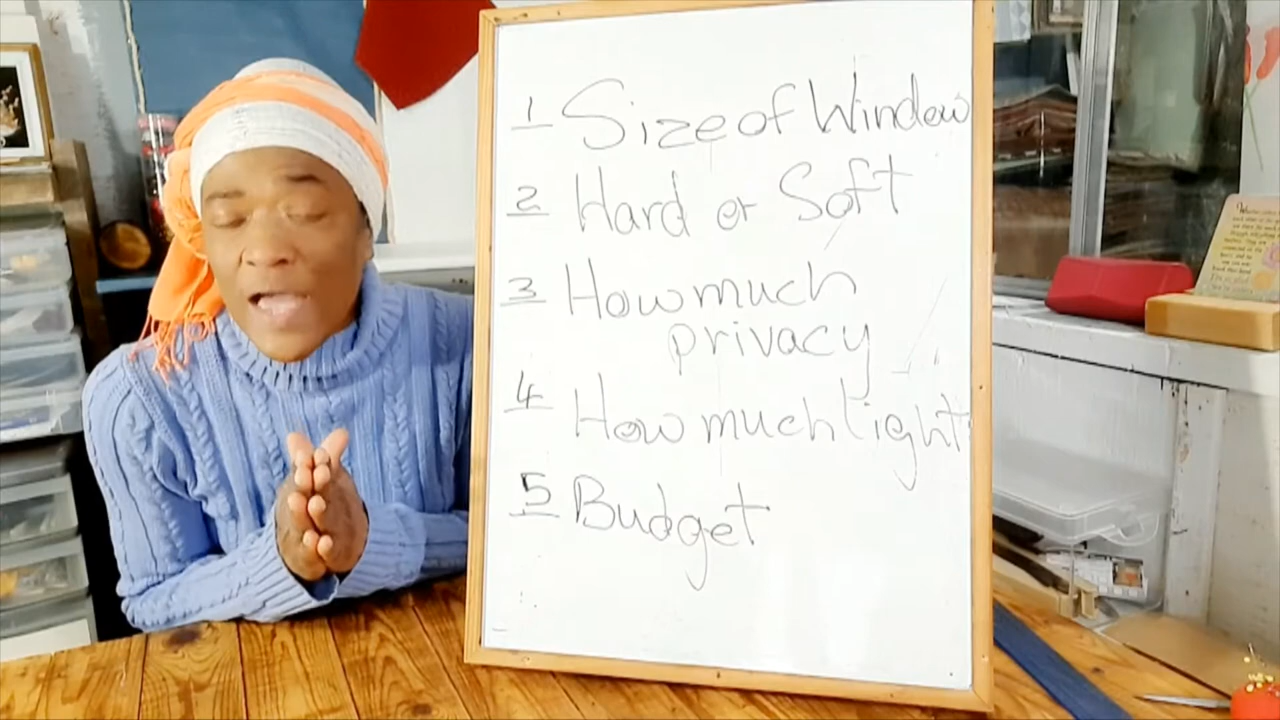 1 Size of Window
2 Hard or Soft
3 How much
privacy
4 How much light
5 Budget